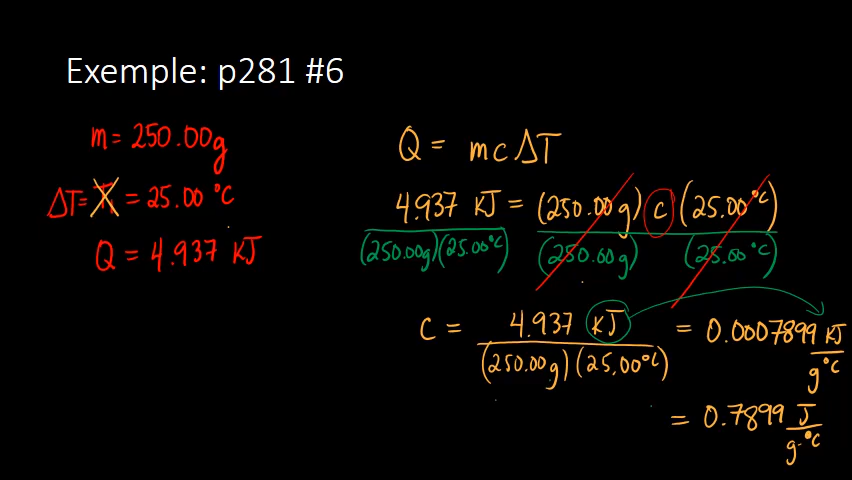 Exemple: p281 #6
m = 250.00g
ΔT = = 25.00 °C
Q = 4.937 KJ
Q = mcΔT
4.937 KJ = (250.00 g) c (25.00 °C)
(250.00g)(25.00°C) (250.00g) (25.00°C)
C = 4.937 KJ = 0.0007899 KJ
(250.00g)(25.00°C) g°C
= 0.7899 J
g·°C